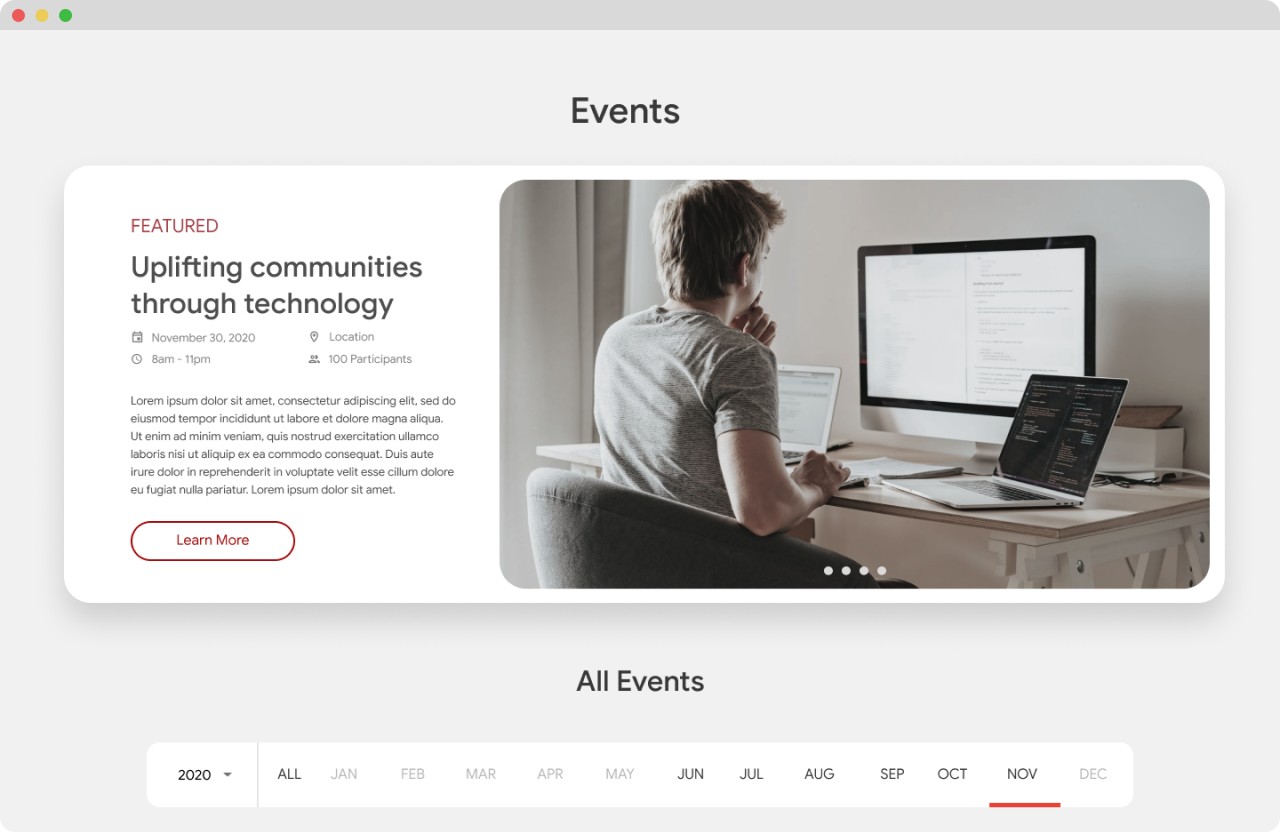 Events
FEATURED
Uplifting communities
through technology
November 30, 2020
Location
8am - 11pm
100 Participants
Lorem ipsum dolor sit amet, consectetur adipiscing elit, sed do
eiusmod tempor incididunt ut labore et dolore magna aliqua.
Ut enim ad minim veniam, quis nostrud exercitation ullamco
laboris nisi ut aliquip ex ea commodo consequat. Duis aute
irure dolor in reprehenderit in voluptate velit esse cillum dolore
eu fugiat nulla pariatur. Lorem ipsum dolor sit amet.
Learn More
All Events
2020 ALL JAN FEB MAR APR MAY JUN JUL AUG SEP OCT NOV DEC